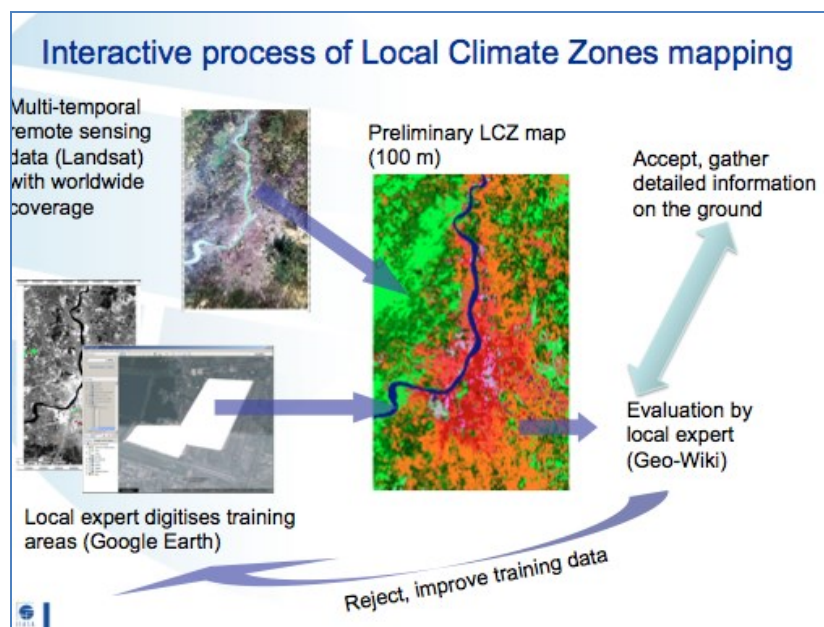 Interactive process of Local Climate Zones mapping
Multi-temporal
remote sensing
data (Landsat)
with worldwide
coverage
Preliminary LCZ map
(100 m)
Accept, gather
detailed information
on the ground
Evaluation by
local expert
(Geo-Wiki)
Local expert digitises training
areas (Google Earth)
Reject, improve training data
IIASA